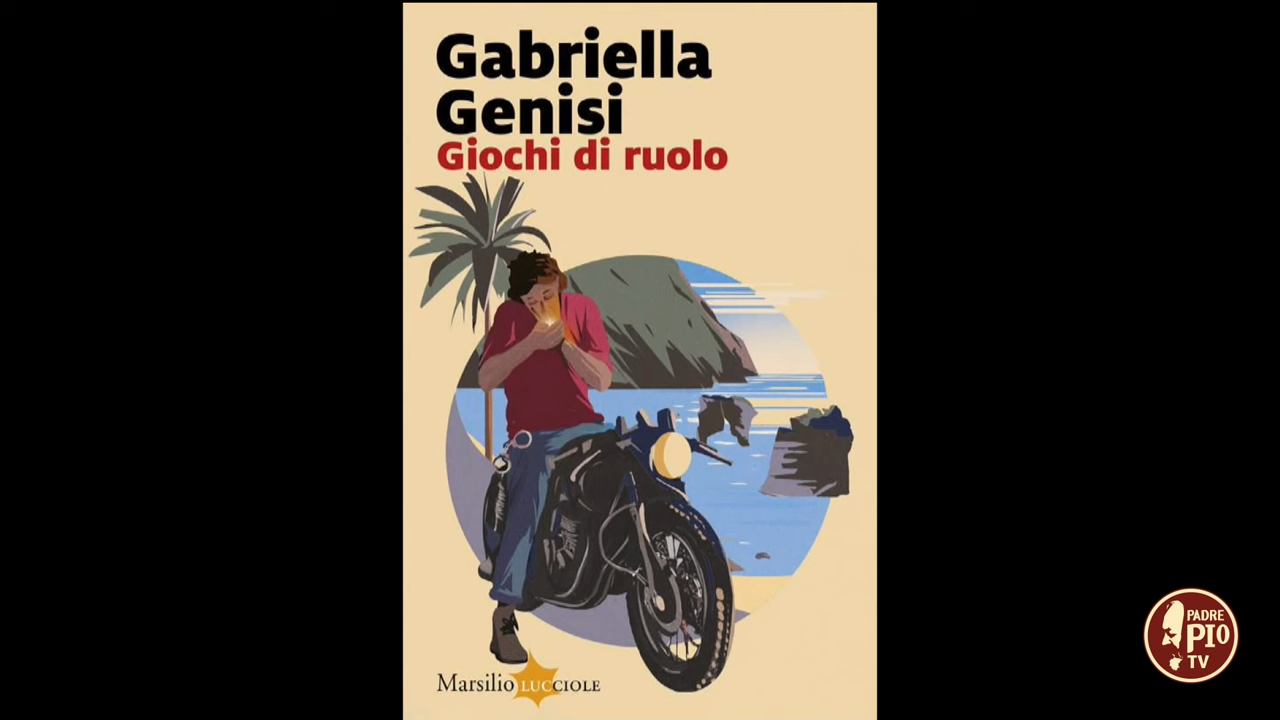 Gabriella
Genisi
Giochi di ruolo
Marsilio LUCCIOLE
PADRE
PIO
TV